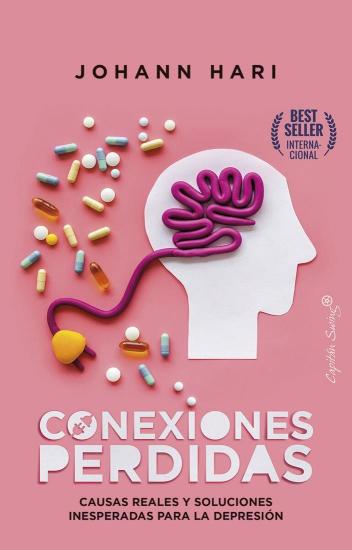 JOHANN HARI
BEST
SELLER
INTERNA-
CIONAL
Capitán Swing
CONEXIONES
PERDIDAS
CAUSAS REALES Y SOLUCIONES
INESPERADAS PARA LA DEPRESIÓN